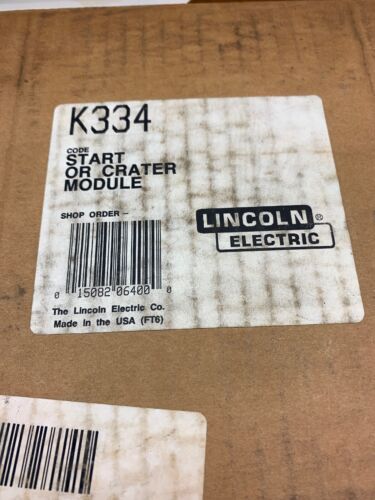 K334
CODE
START
OR CRATER
MODULE
SHOP ORDER –
LINCOLN ®
ELECTRIC
0 15082 06400 0
The Lincoln Electric Co.
Made in the USA (FT6)